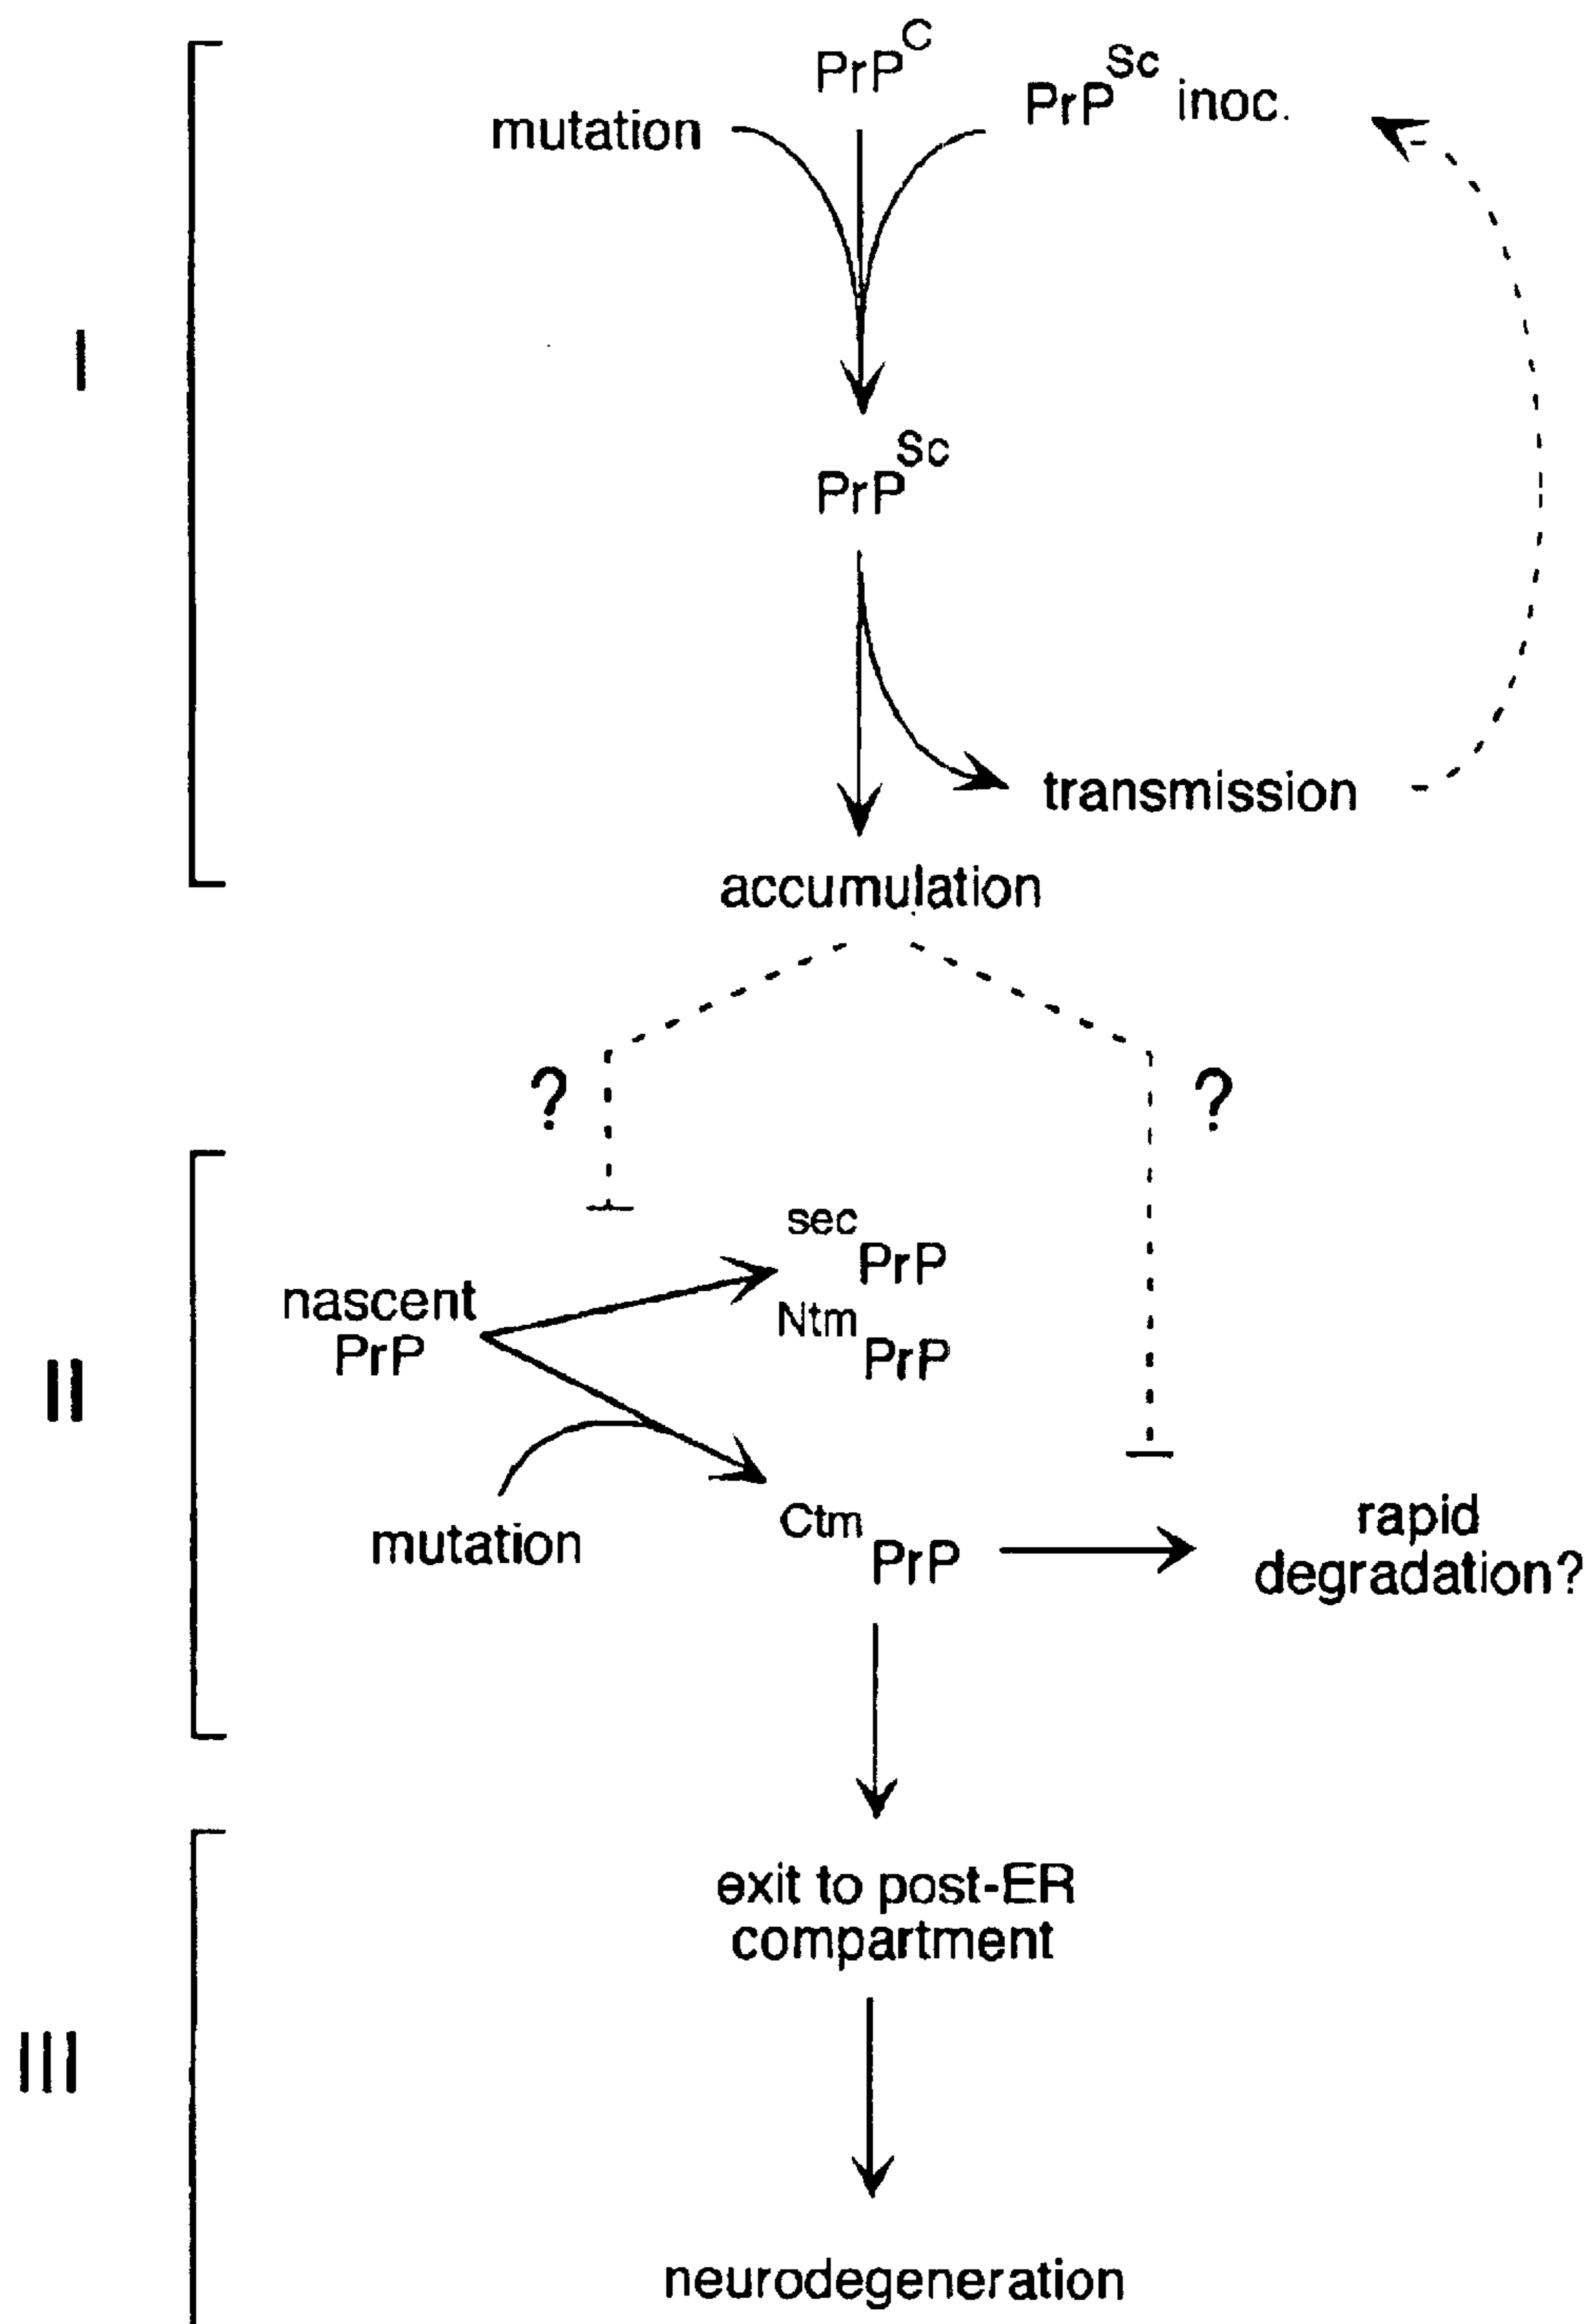 PrP^C
mutation
PrP^Sc inoc.
I
PrP^Sc
transmission
accumulation
?
?
sec PrP
nascent
PrP
Ntm PrP
II
mutation
Ctm PrP
rapid
degradation?
exit to post-ER
compartment
III
neurodegeneration